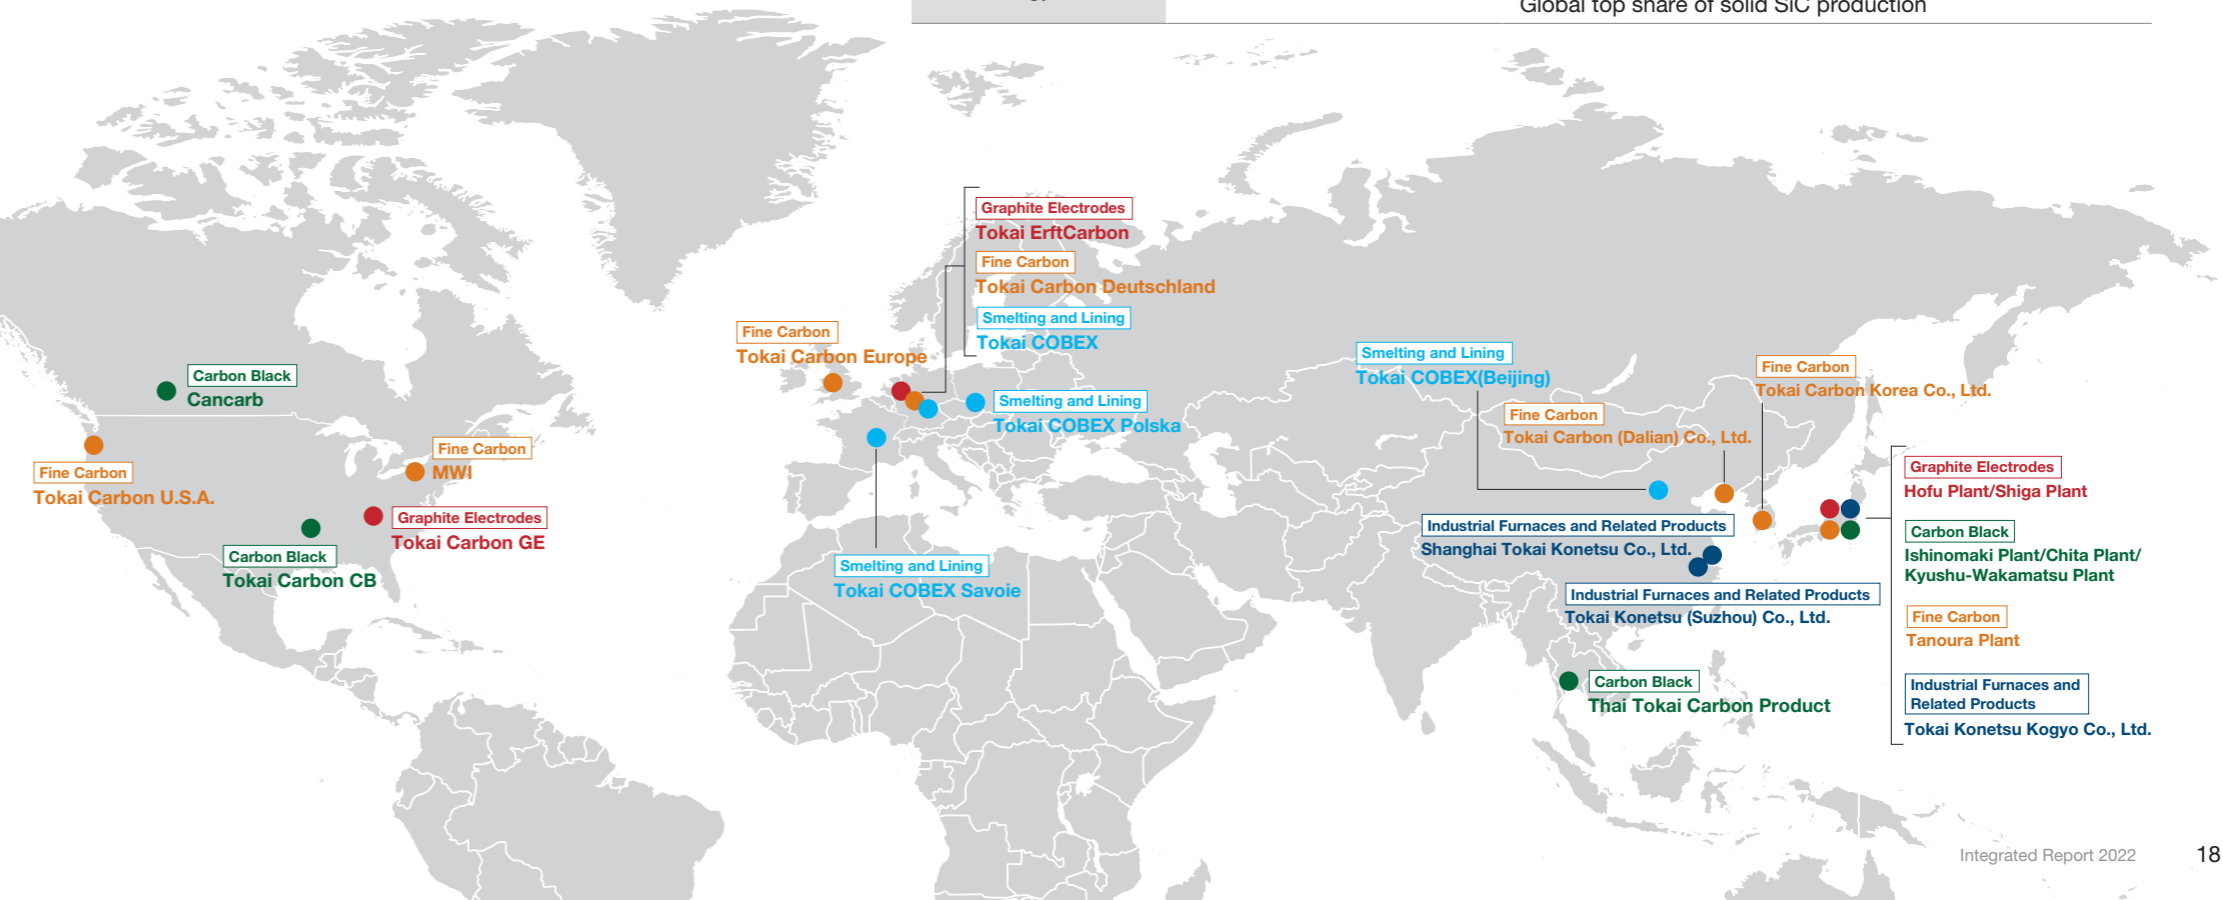 Global top share of solid SiC production
Graphite Electrodes
Tokai ErftCarbon
Fine Carbon
Tokai Carbon Deutschland
Smelting and Lining
Tokai COBEX
Fine Carbon
Tokai Carbon Europe
Smelting and Lining
Tokai COBEX Polska
Smelting and Lining
Tokai COBEX Savoie
Carbon Black
Cancarb
Fine Carbon
MWI
Fine Carbon
Tokai Carbon U.S.A.
Graphite Electrodes
Tokai Carbon GE
Carbon Black
Tokai Carbon CB
Smelting and Lining
Tokai COBEX(Beijing)
Fine Carbon
Tokai Carbon Korea Co., Ltd.
Fine Carbon
Tokai Carbon (Dalian) Co., Ltd.
Industrial Furnaces and Related Products
Shanghai Tokai Konetsu Co., Ltd.
Industrial Furnaces and Related Products
Tokai Konetsu (Suzhou) Co., Ltd.
Carbon Black
Thai Tokai Carbon Product
Graphite Electrodes
Hofu Plant/Shiga Plant
Carbon Black
Ishinomaki Plant/Chita Plant/
Kyushu-Wakamatsu Plant
Fine Carbon
Tanoura Plant
Industrial Furnaces and
Related Products
Tokai Konetsu Kogyo Co., Ltd.
Integrated Report 2022
18